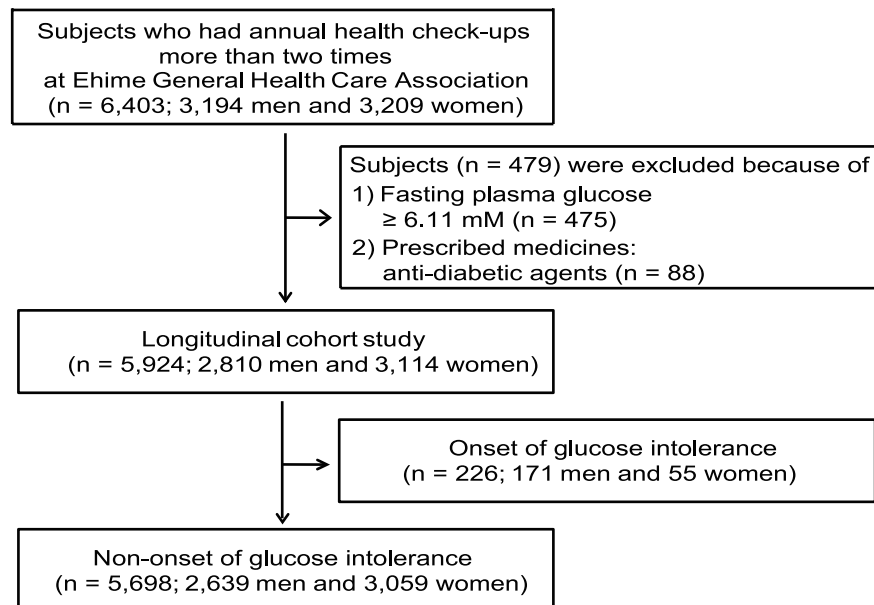 Subjects who had annual health check-ups
more than two times
at Ehime General Health Care Association
(n = 6,403; 3,194 men and 3,209 women)
Subjects (n = 479) were excluded because of
1) Fasting plasma glucose
≥ 6.11 mM (n = 475)
2) Prescribed medicines:
anti-diabetic agents (n = 88)
Longitudinal cohort study
(n = 5,924; 2,810 men and 3,114 women)
Onset of glucose intolerance
(n = 226; 171 men and 55 women)
Non-onset of glucose intolerance
(n = 5,698; 2,639 men and 3,059 women)